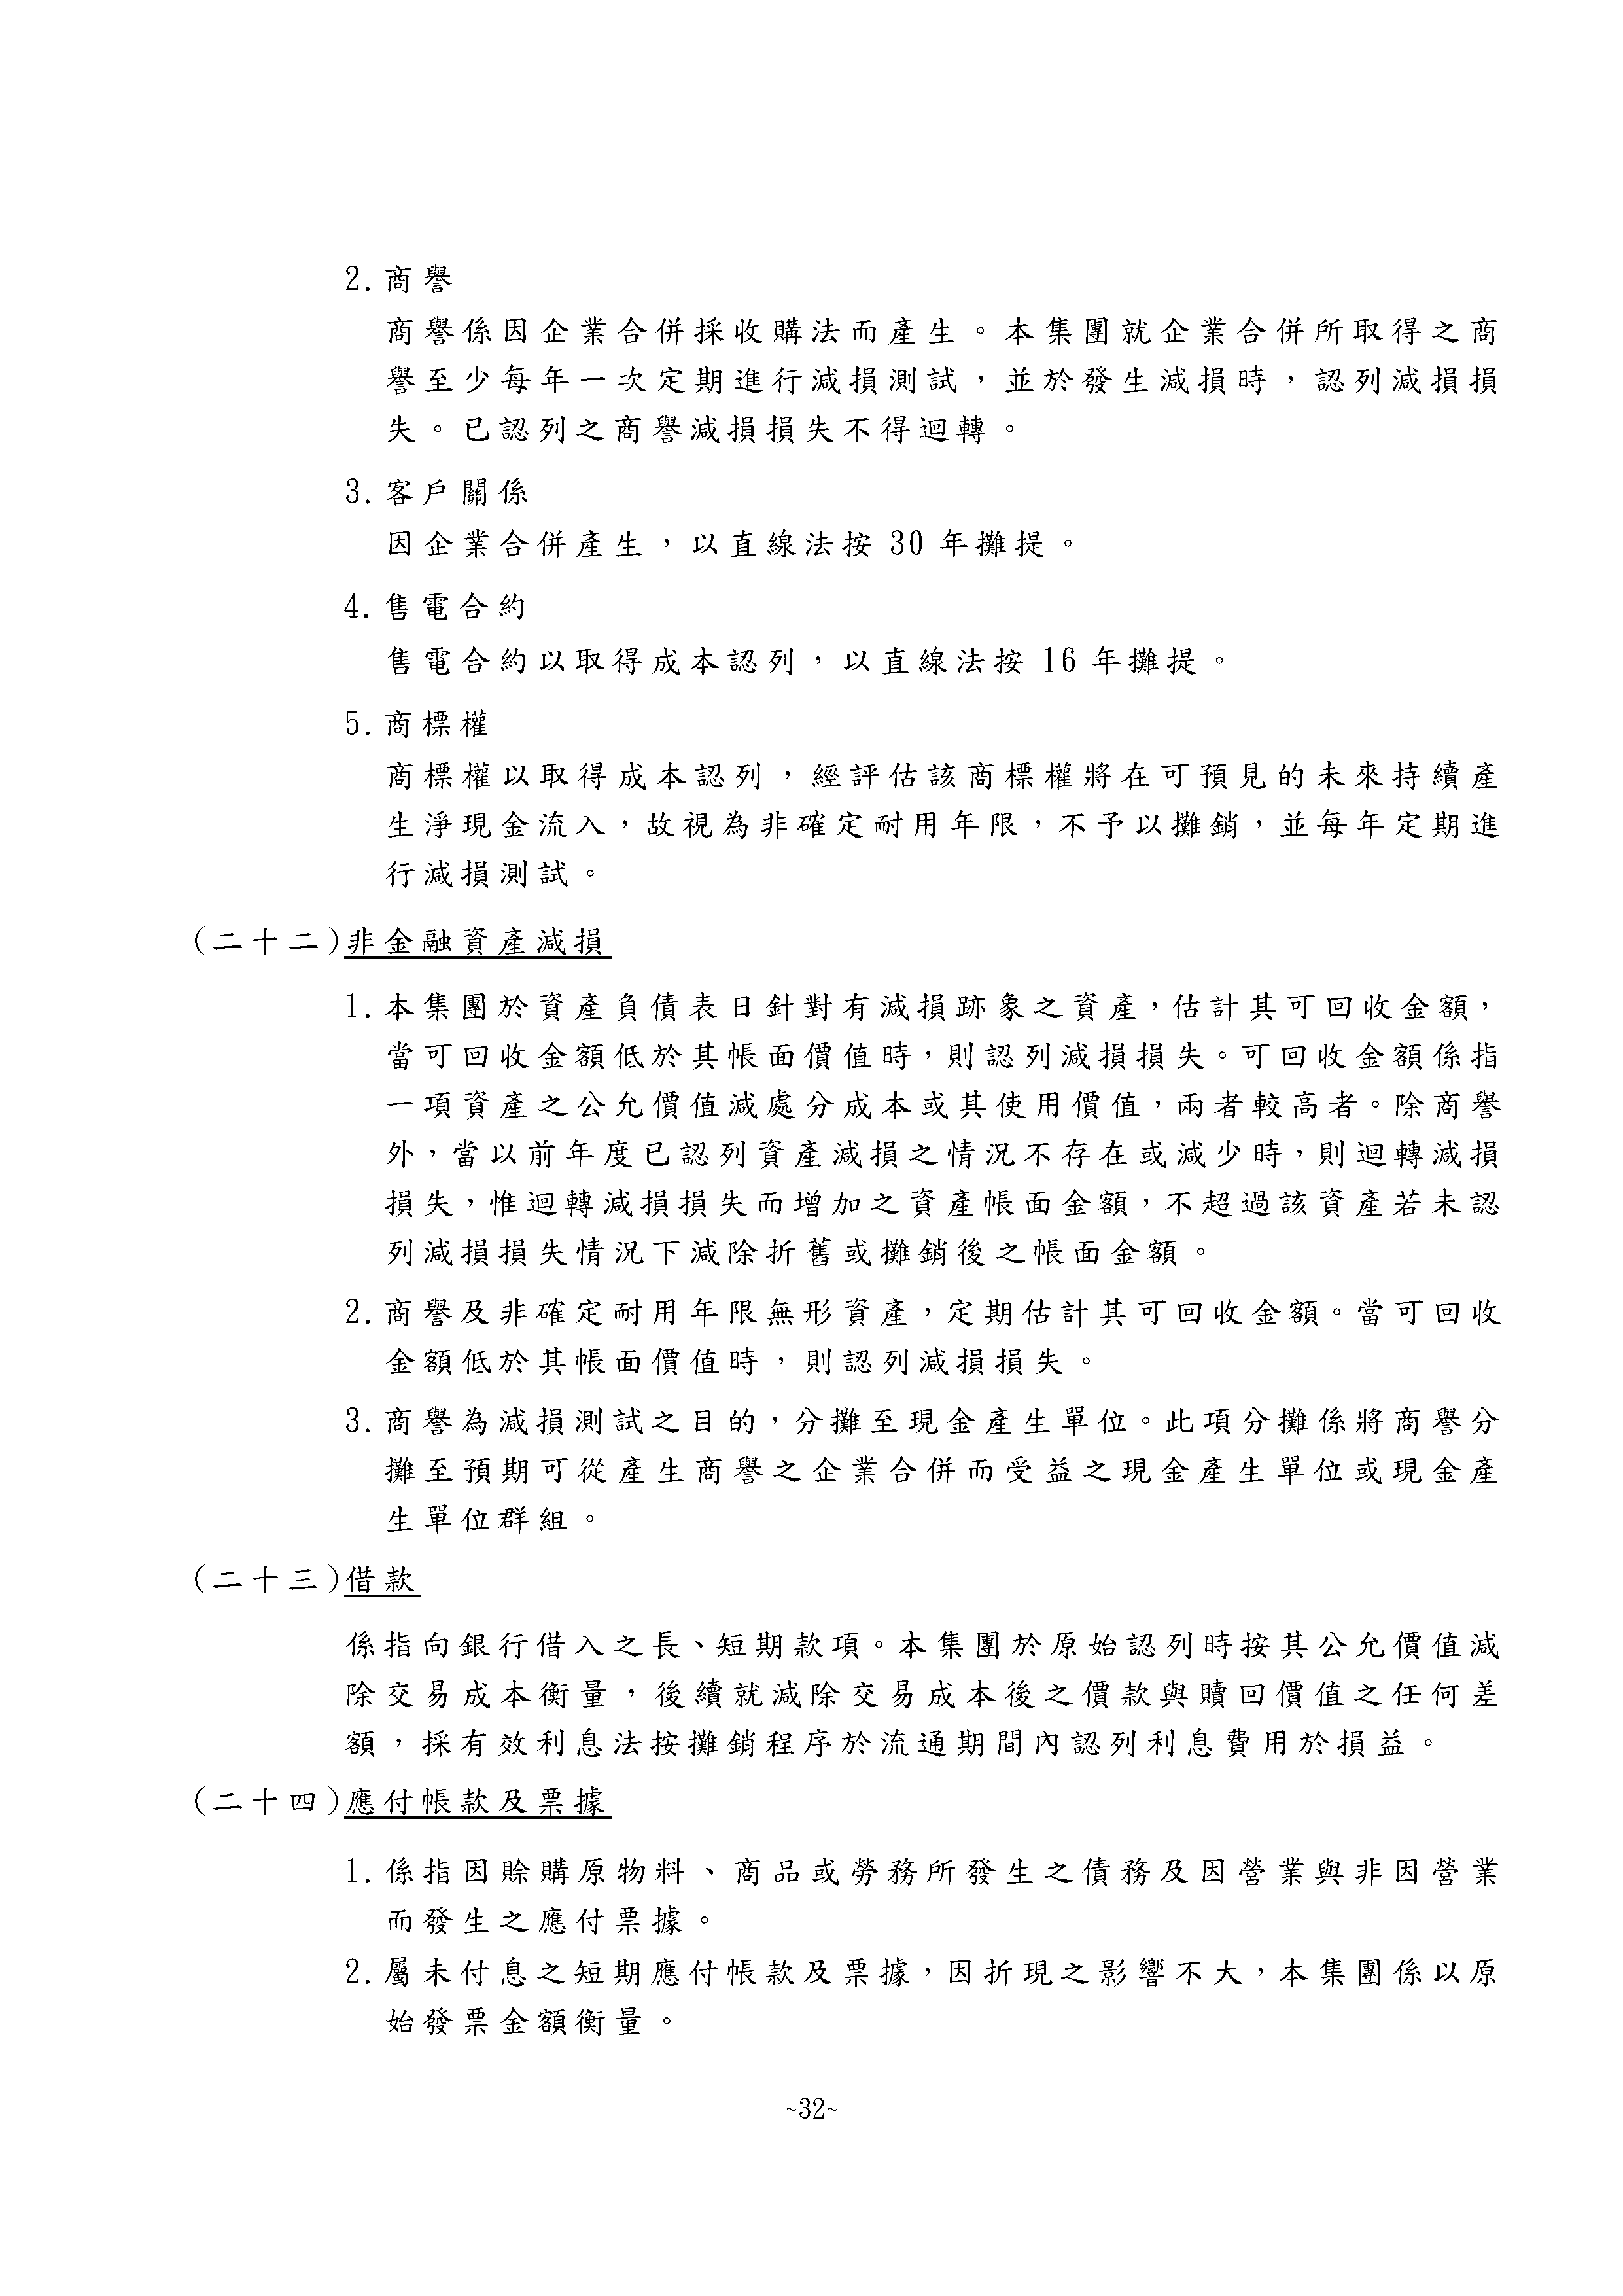 2.商譽
商譽係因企業合併採收購法而產生。本集團就企業合併所取得之商
譽至少每年一次定期進行減損測試，並於發生減損時，認列減損損
失。已認列之商譽減損損失不得迴轉。
3.客戶關係
因企業合併產生，以直線法按 30 年攤提。
4.售電合約
售電合約以取得成本認列，以直線法按 16 年攤提。
5.商標權
商標權以取得成本認列，經評估該商標權將在可預見的未來持續產
生淨現金流入，故視為非確定耐用年限，不予以攤銷，並每年定期進
行減損測試。
(二十二)非金融資產減損
1.本集團於資產負債表日針對有減損跡象之資產，估計其可回收金額，
當可回收金額低於其帳面價值時，則認列減損損失。可回收金額係指
一項資產之公允價值減處分成本或其使用價值，兩者較高者。除商譽
外，當以前年度已認列資產減損之情況不存在或減少時，則迴轉減損
損失，惟迴轉減損損失而增加之資產帳面金額，不超過該資產若未認
列減損損失情況下減除折舊或攤銷後之帳面金額。
2.商譽及非確定耐用年限無形資產，定期估計其可回收金額。當可回收
金額低於其帳面價值時，則認列減損損失。
3.商譽為減損測試之目的，分攤至現金產生單位。此項分攤係將商譽分
攤至預期可從產生商譽之企業合併而受益之現金產生單位或現金產
生單位群組。
(二十三)借款
係指向銀行借入之長、短期款項。本集團於原始認列時按其公允價值減
除交易成本衡量，後續就減除交易成本後之價款與贖回價值之任何差
額，採有效利息法按攤銷程序於流通期間內認列利息費用於損益。
(二十四)應付帳款及票據
1.係指因賒購原物料、商品或勞務所發生之債務及因營業與非因營業
而發生之應付票據。
2.屬未付息之短期應付帳款及票據，因折現之影響不大，本集團係以原
始發票金額衡量。
~32~